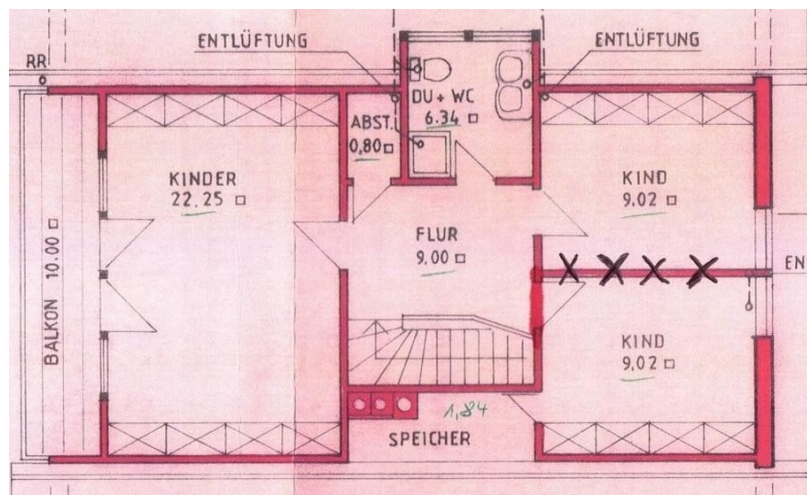 ENTLÜFTUNG
ENTLÜFTUNG
RR
DU + WC
6.34 □
ABST.
0,80 □
KINDER
22,25 □
KIND
9,02 □
FLUR
9,00 □
BALKON 10.00 □
EN
KIND
9,02 □
1,84
SPEICHER